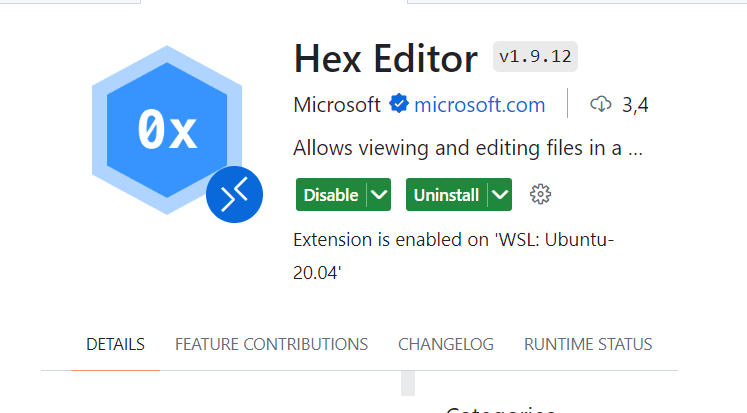 0x
Hex Editor v1.9.12
Microsoft microsoft.com 3,4
Allows viewing and editing files in a ...
Disable Uninstall
Extension is enabled on 'WSL: Ubuntu-
20.04'
DETAILS FEATURE CONTRIBUTIONS CHANGELOG RUNTIME STATUS
Categories